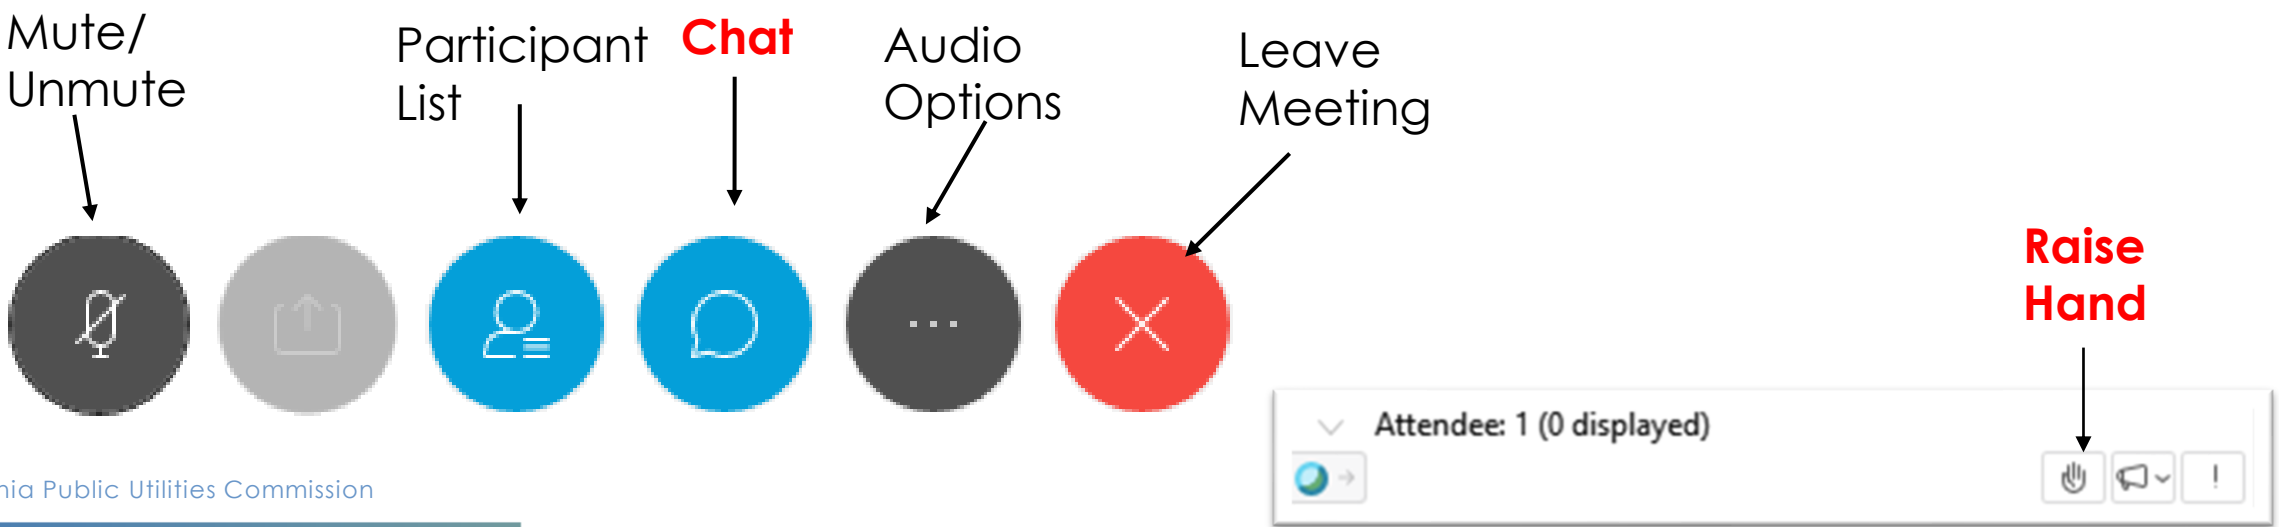 Mute/
Unmute
Participant
List
Chat
Audio
Options
Leave
Meeting
Raise
Hand
Attendee: 1 (0 displayed)
nia Public Utilities Commission